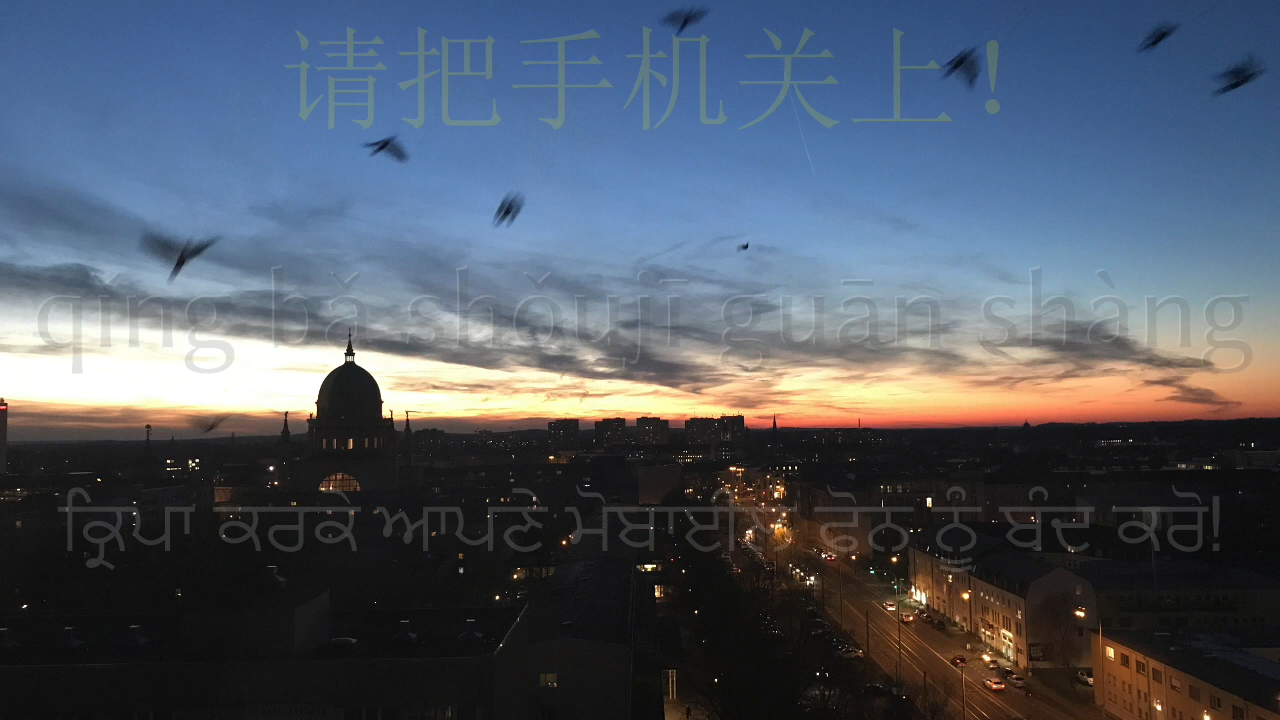 请把手机关上！
qǐng bǎ shǒujī guān shàng
ਕ੍ਰਿਪਾ ਕਰਕੇ ਆਪਣੇ ਮੋਬਾਈਲ ਫ਼ੋਨ ਨੂੰ ਬੰਦ ਕਰੋ!